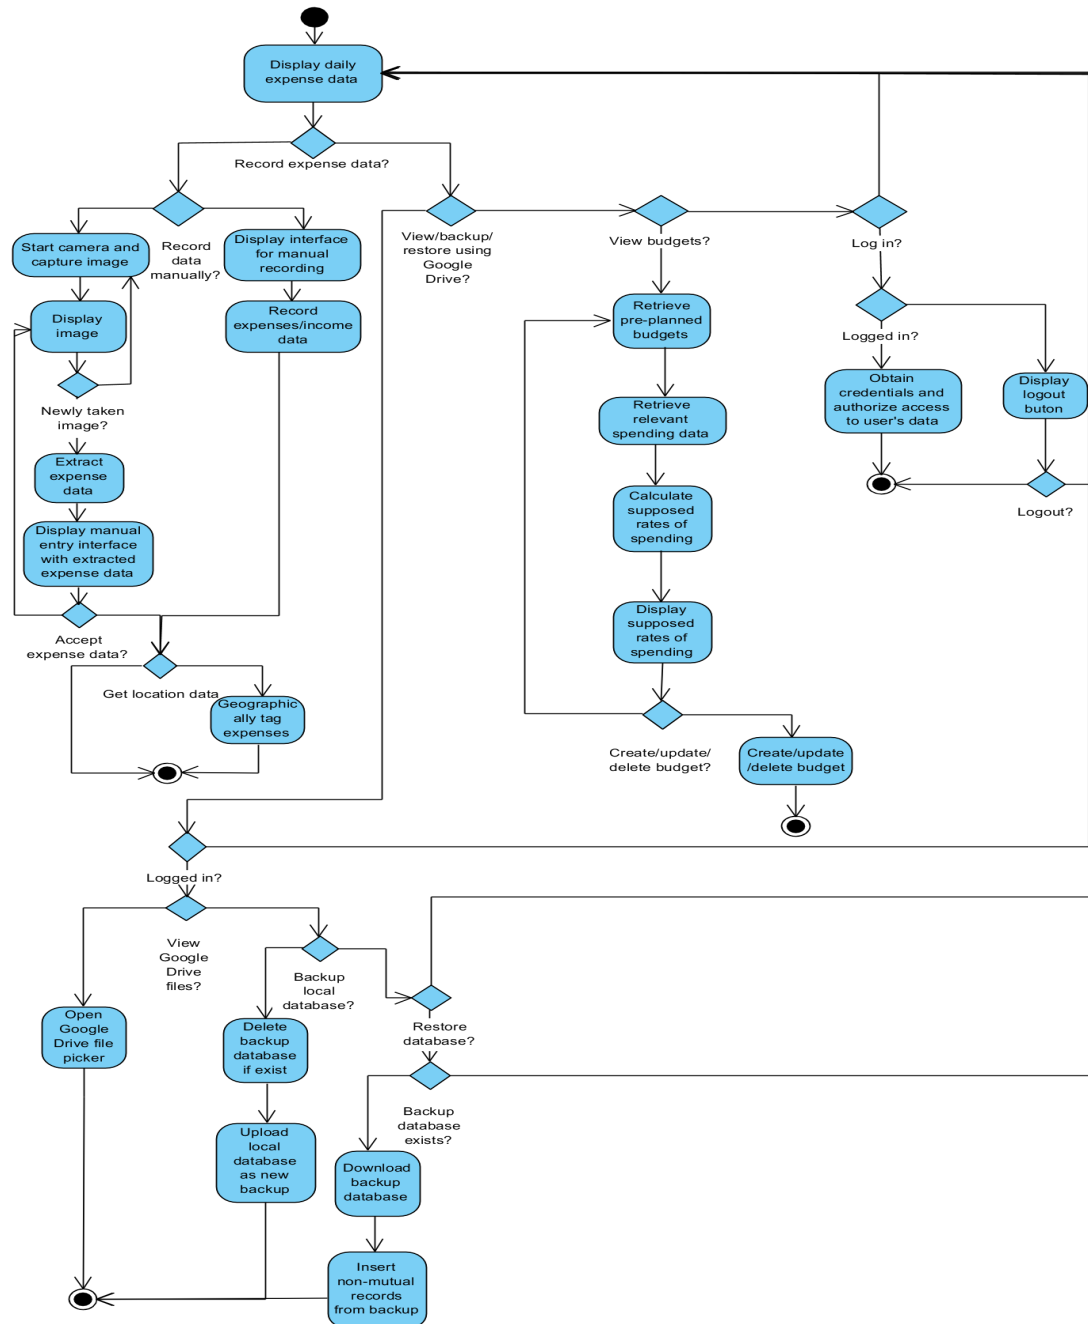 Display daily
expense data
Record expense data?
Record
data
manually?
Start camera and
capture image
Display interface
for manual
recording
View/backup/
restore using
Google
Drive?
View budgets?
Log in?
Display
image
Record
expenses/income
data
Retrieve
pre-planned
budgets
Logged in?
Newly taken
image?
Obtain
credentials and
authorize access
to user's data
Display
logout
buton
Retrieve
relevant
spending data
Extract
expense
data
Calculate
supposed
rates of
spending
Logout?
Display manual
entry interface
with extracted
expense data
Accept
expense data?
Display
supposed
rates of
spending
Get location data
Geographic
ally tag
expenses
Create/update/
delete budget?
Create/update
/delete budget
Logged in?
View
Google
Drive
files?
Backup
local
database?
Open
Google
Drive file
picker
Delete
backup
database
if exist
Restore
database?
Backup
database
exists?
Upload
local
database
as new
backup
Download
backup
database
Insert
non-mutual
records
from backup